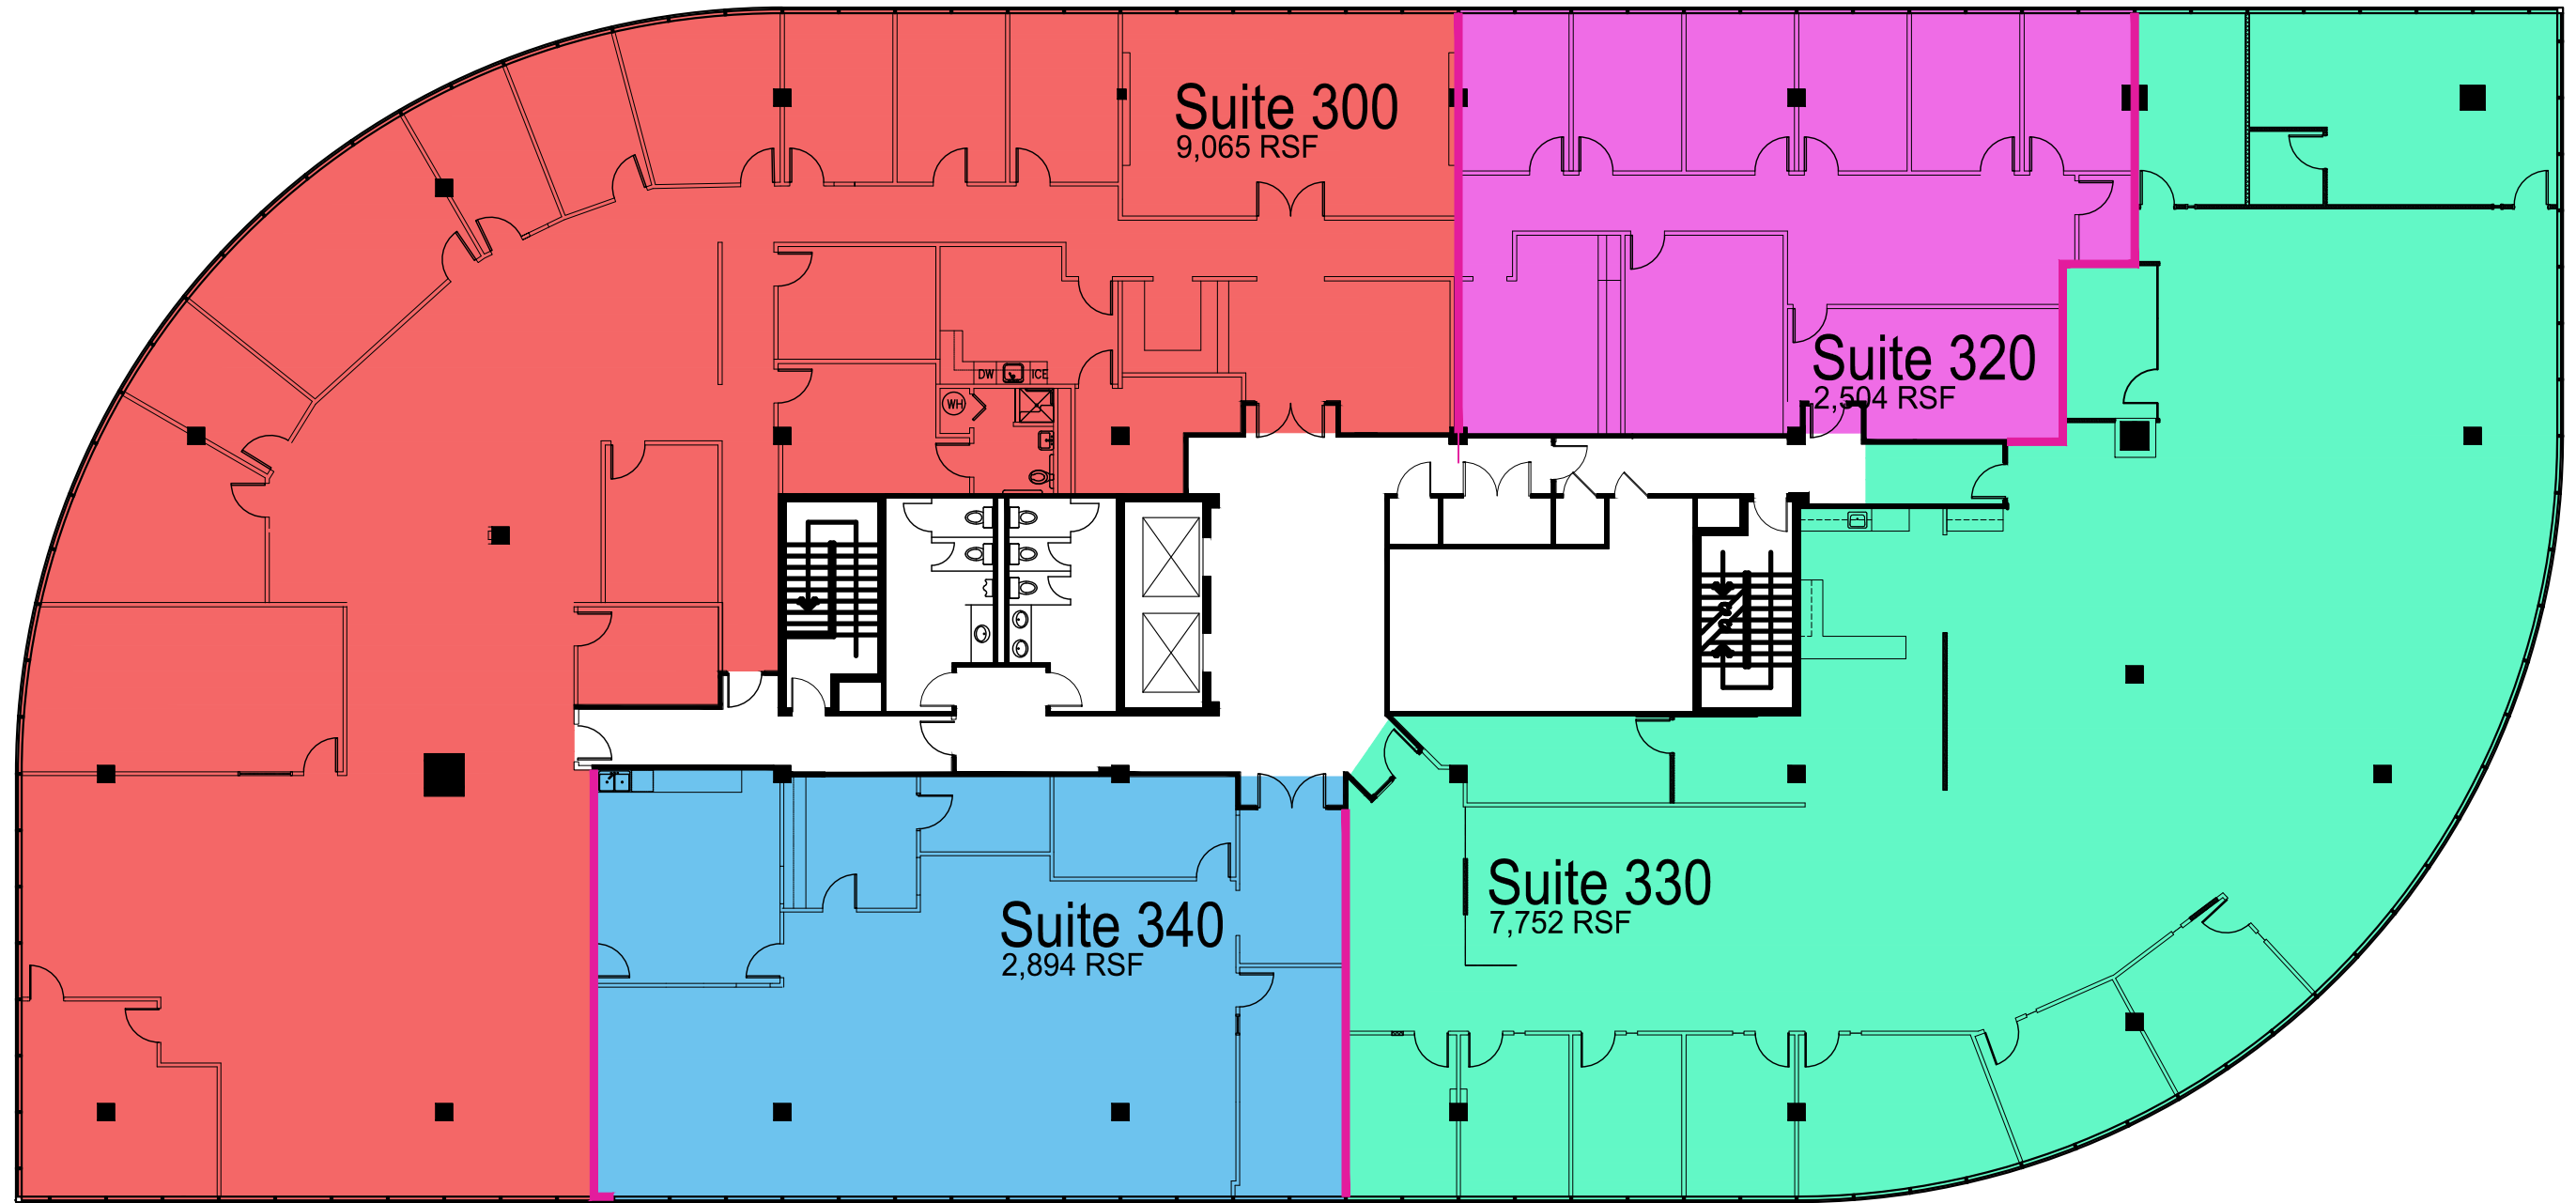 Suite 300
9,065 RSF
Suite 320
2,504 RSF
DW
ICE
WH
Suite 330
7,752 RSF
Suite 340
2,894 RSF